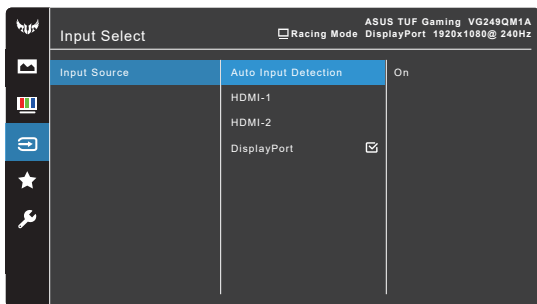 ASUS TUF Gaming VG249QM1A
Input Select
Racing Mode DisplayPort 1920x1080@ 240Hz
Input Source
Auto Input Detection
On
HDMI-1
HDMI-2
DisplayPort